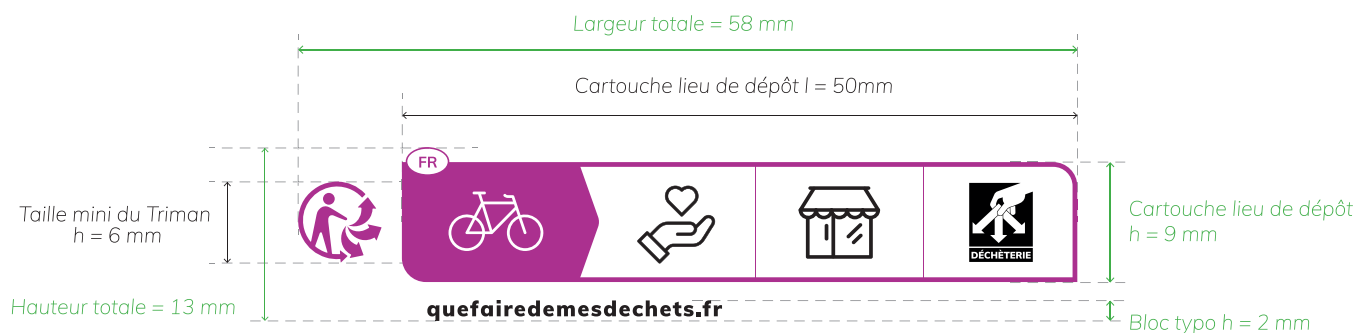 Largeur totale = 58 mm
Cartouche lieu de dépôt l = 50mm
FR
Taille mini du Triman
h = 6 mm
DÉCHÈTERIE
Cartouche lieu de dépôt
h = 9 mm
Hauteur totale = 13 mm
quefairedemesdechets.fr
Bloc typo h = 2 mm